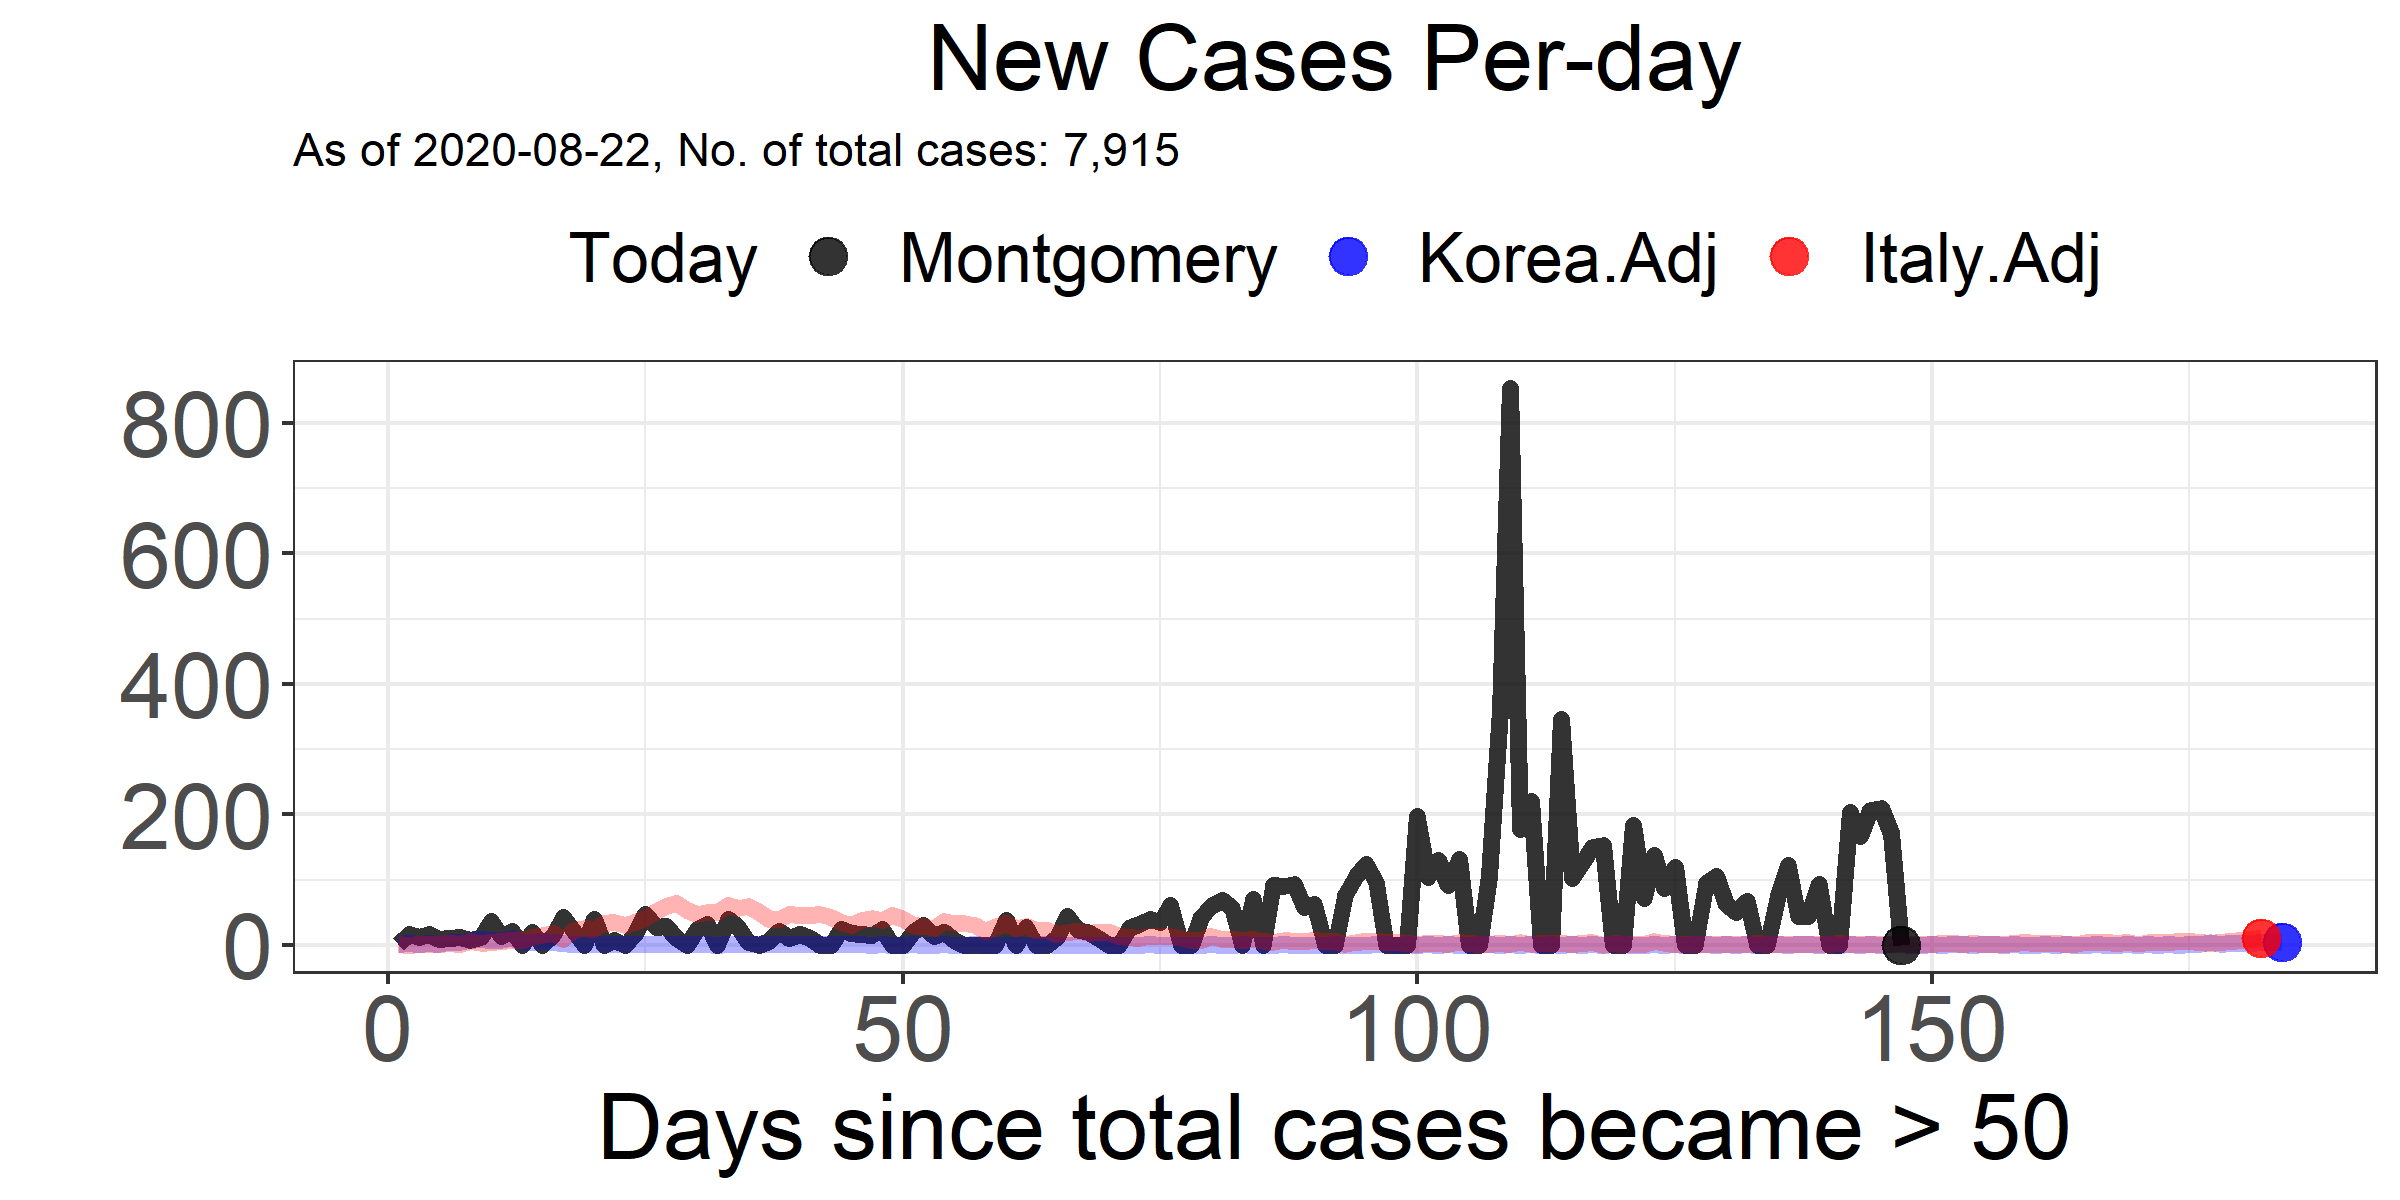 New Cases Per-day
As of 2020-08-22, No. of total cases: 7,915
Today Montgomery Korea.Adj Italy.Adj
800
600
400
200
0
0 50 100 150
Days since total cases became > 50